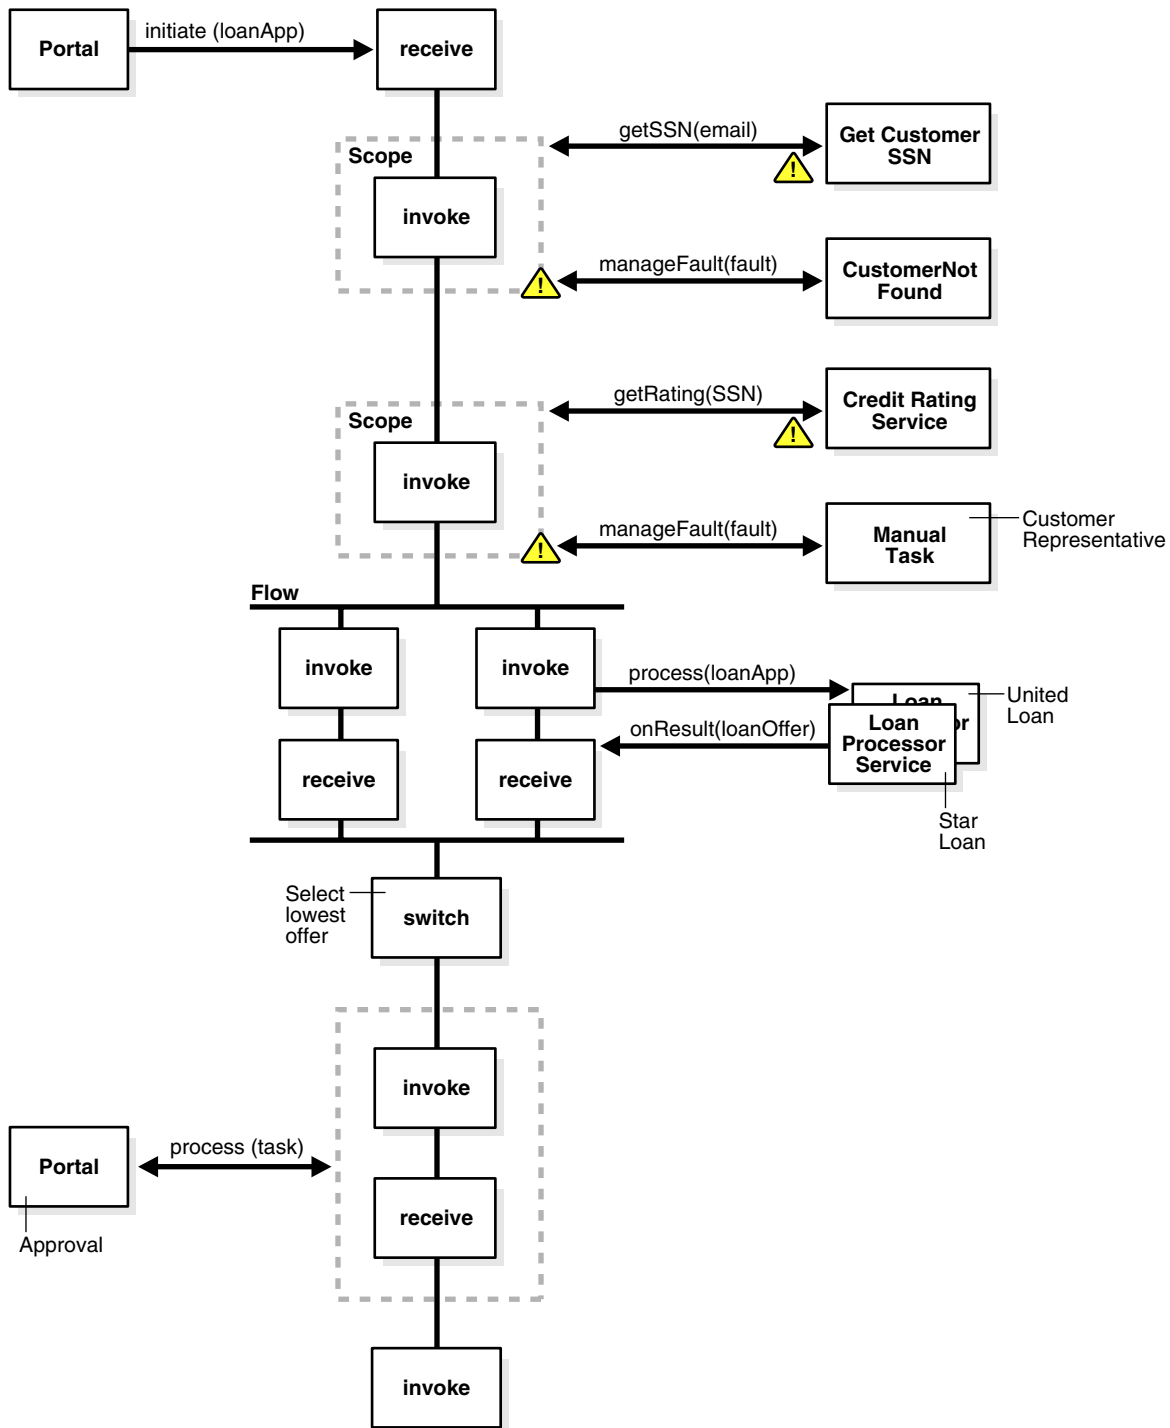 Portal
initiate (loanApp)
receive
Scope
invoke
getSSN(email)
!
Get Customer
SSN
!
manageFault(fault)
CustomerNot
Found
Scope
invoke
getRating(SSN)
!
Credit Rating
Service
!
manageFault(fault)
Manual
Task
Customer
Representative
Flow
invoke
invoke
process(loanApp)
United
Loan
receive
receive
onResult(loanOffer)
Loan
Processor
Service
Star
Loan
Select
lowest
offer
switch
invoke
Portal
process (task)
receive
Approval
invoke